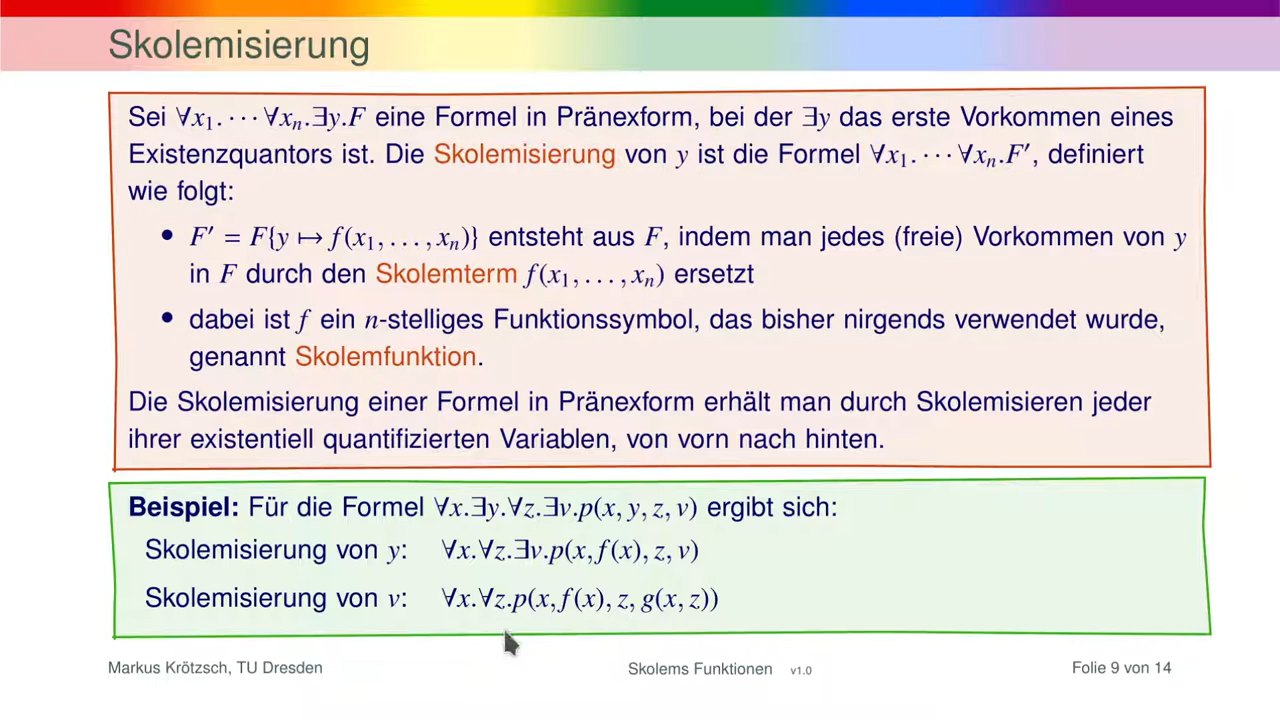 Skolemisierung
Sei ∀x₁.⋯∀xₙ.∃y.F eine Formel in Pränexform, bei der ∃y das erste Vorkommen eines
Existenzquantors ist. Die Skolemisierung von y ist die Formel ∀x₁.⋯∀xₙ.F′, definiert
wie folgt:
• F′ = F{y ↦ f(x₁, …, xₙ)} entsteht aus F, indem man jedes (freie) Vorkommen von y
in F durch den Skolemterm f(x₁, …, xₙ) ersetzt
• dabei ist f ein n-stelliges Funktionssymbol, das bisher nirgends verwendet wurde,
genannt Skolemfunktion.
Die Skolemisierung einer Formel in Pränexform erhält man durch Skolemisieren jeder
ihrer existentiell quantifizierten Variablen, von vorn nach hinten.
Beispiel: Für die Formel ∀x.∃y.∀z.∃v.p(x, y, z, v) ergibt sich:
Skolemisierung von y: ∀x.∀z.∃v.p(x, f(x), z, v)
Skolemisierung von v: ∀x.∀z.p(x, f(x), z, g(x, z))
Markus Krötzsch, TU Dresden Skolems Funktionen v1.0 Folie 9 von 14